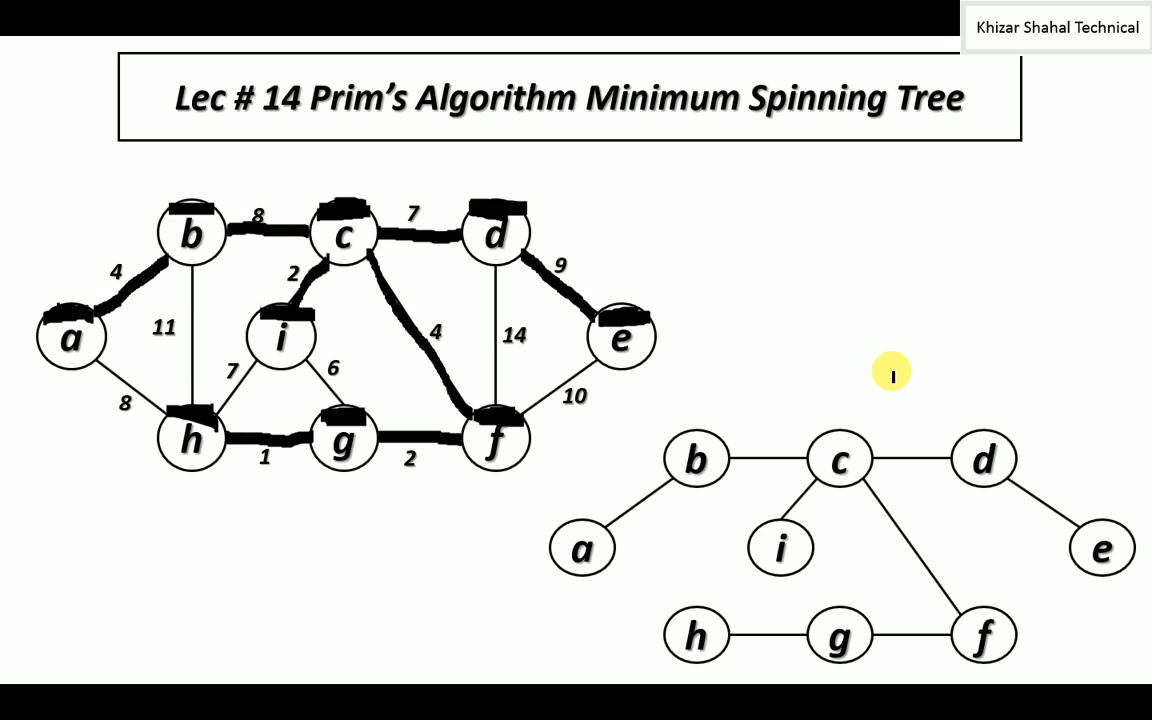 Khizar Shahal Technical
Lec # 14 Prim's Algorithm Minimum Spinning Tree
8
7
b
c
d
4
2
9
11
4
14
a
i
e
7
6
8
10
h
g
f
1
2
b
c
d
a
i
e
h
g
f